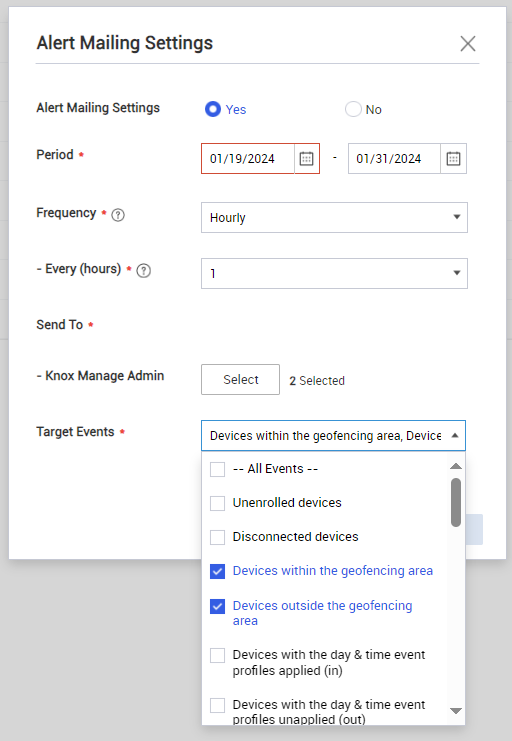 Alert Mailing Settings
Alert Mailing Settings Yes No
Period * 01/19/2024 - 01/31/2024
Frequency * ? Hourly
- Every (hours) * ? 1
Send To *
- Knox Manage Admin Select 2 Selected
Target Events * Devices within the geofencing area, Device
-- All Events --
Unenrolled devices
Disconnected devices
Devices within the geofencing area
Devices outside the geofencing
area
Devices with the day & time event
profiles applied (in)
Devices with the day & time event
profiles unapplied (out)